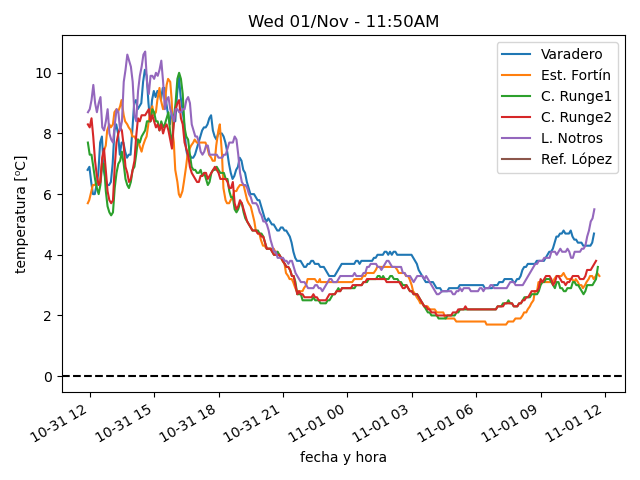 Wed 01/Nov - 11:50AM
temperatura [ºC]
10
8
6
4
2
0
Varadero
Est. Fortín
C. Runge1
C. Runge2
L. Notros
Ref. López
10-31 12
10-31 15
10-31 18
10-31 21
11-01 00
11-01 03
11-01 06
11-01 09
11-01 12
fecha y hora